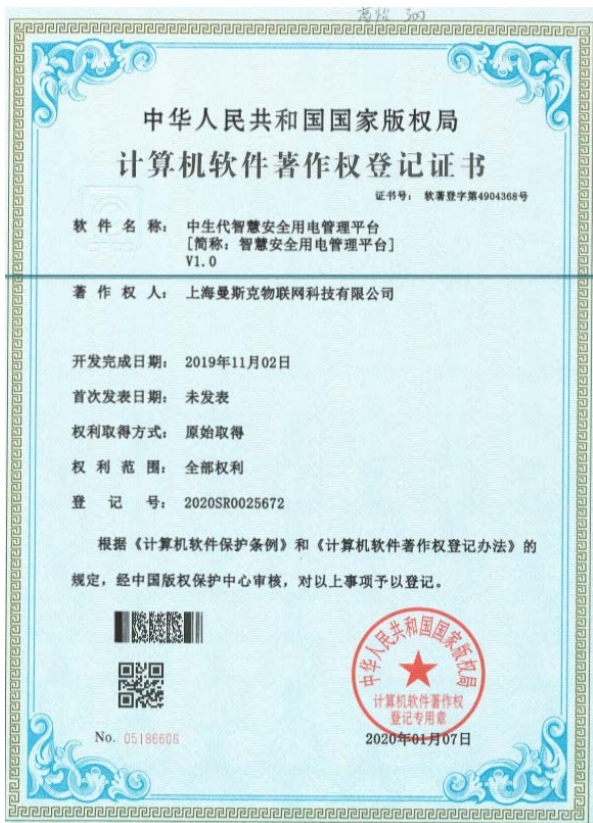 中华人民共和国国家版权局
计算机软件著作权登记证书
证书号: 软著登字第4904368号
软件名称: 中生代智慧安全用电管理平台
[简称:智慧安全用电管理平台]
V1.0
著作权人: 上海曼斯克物联网科技有限公司
开发完成日期: 2019年11月02日
首次发表日期: 未发表
权利取得方式: 原始取得
权利范围: 全部权利
登记号: 2020SR0025672
根据《计算机软件保护条例》和《计算机软件著作权登记办法》的
规定,经中国版权保护中心审核,对以上事项予以登记。
中华人民共和国国家版权局
计算机软件著作权
登记专用章
No. 05186606
2020年01月07日